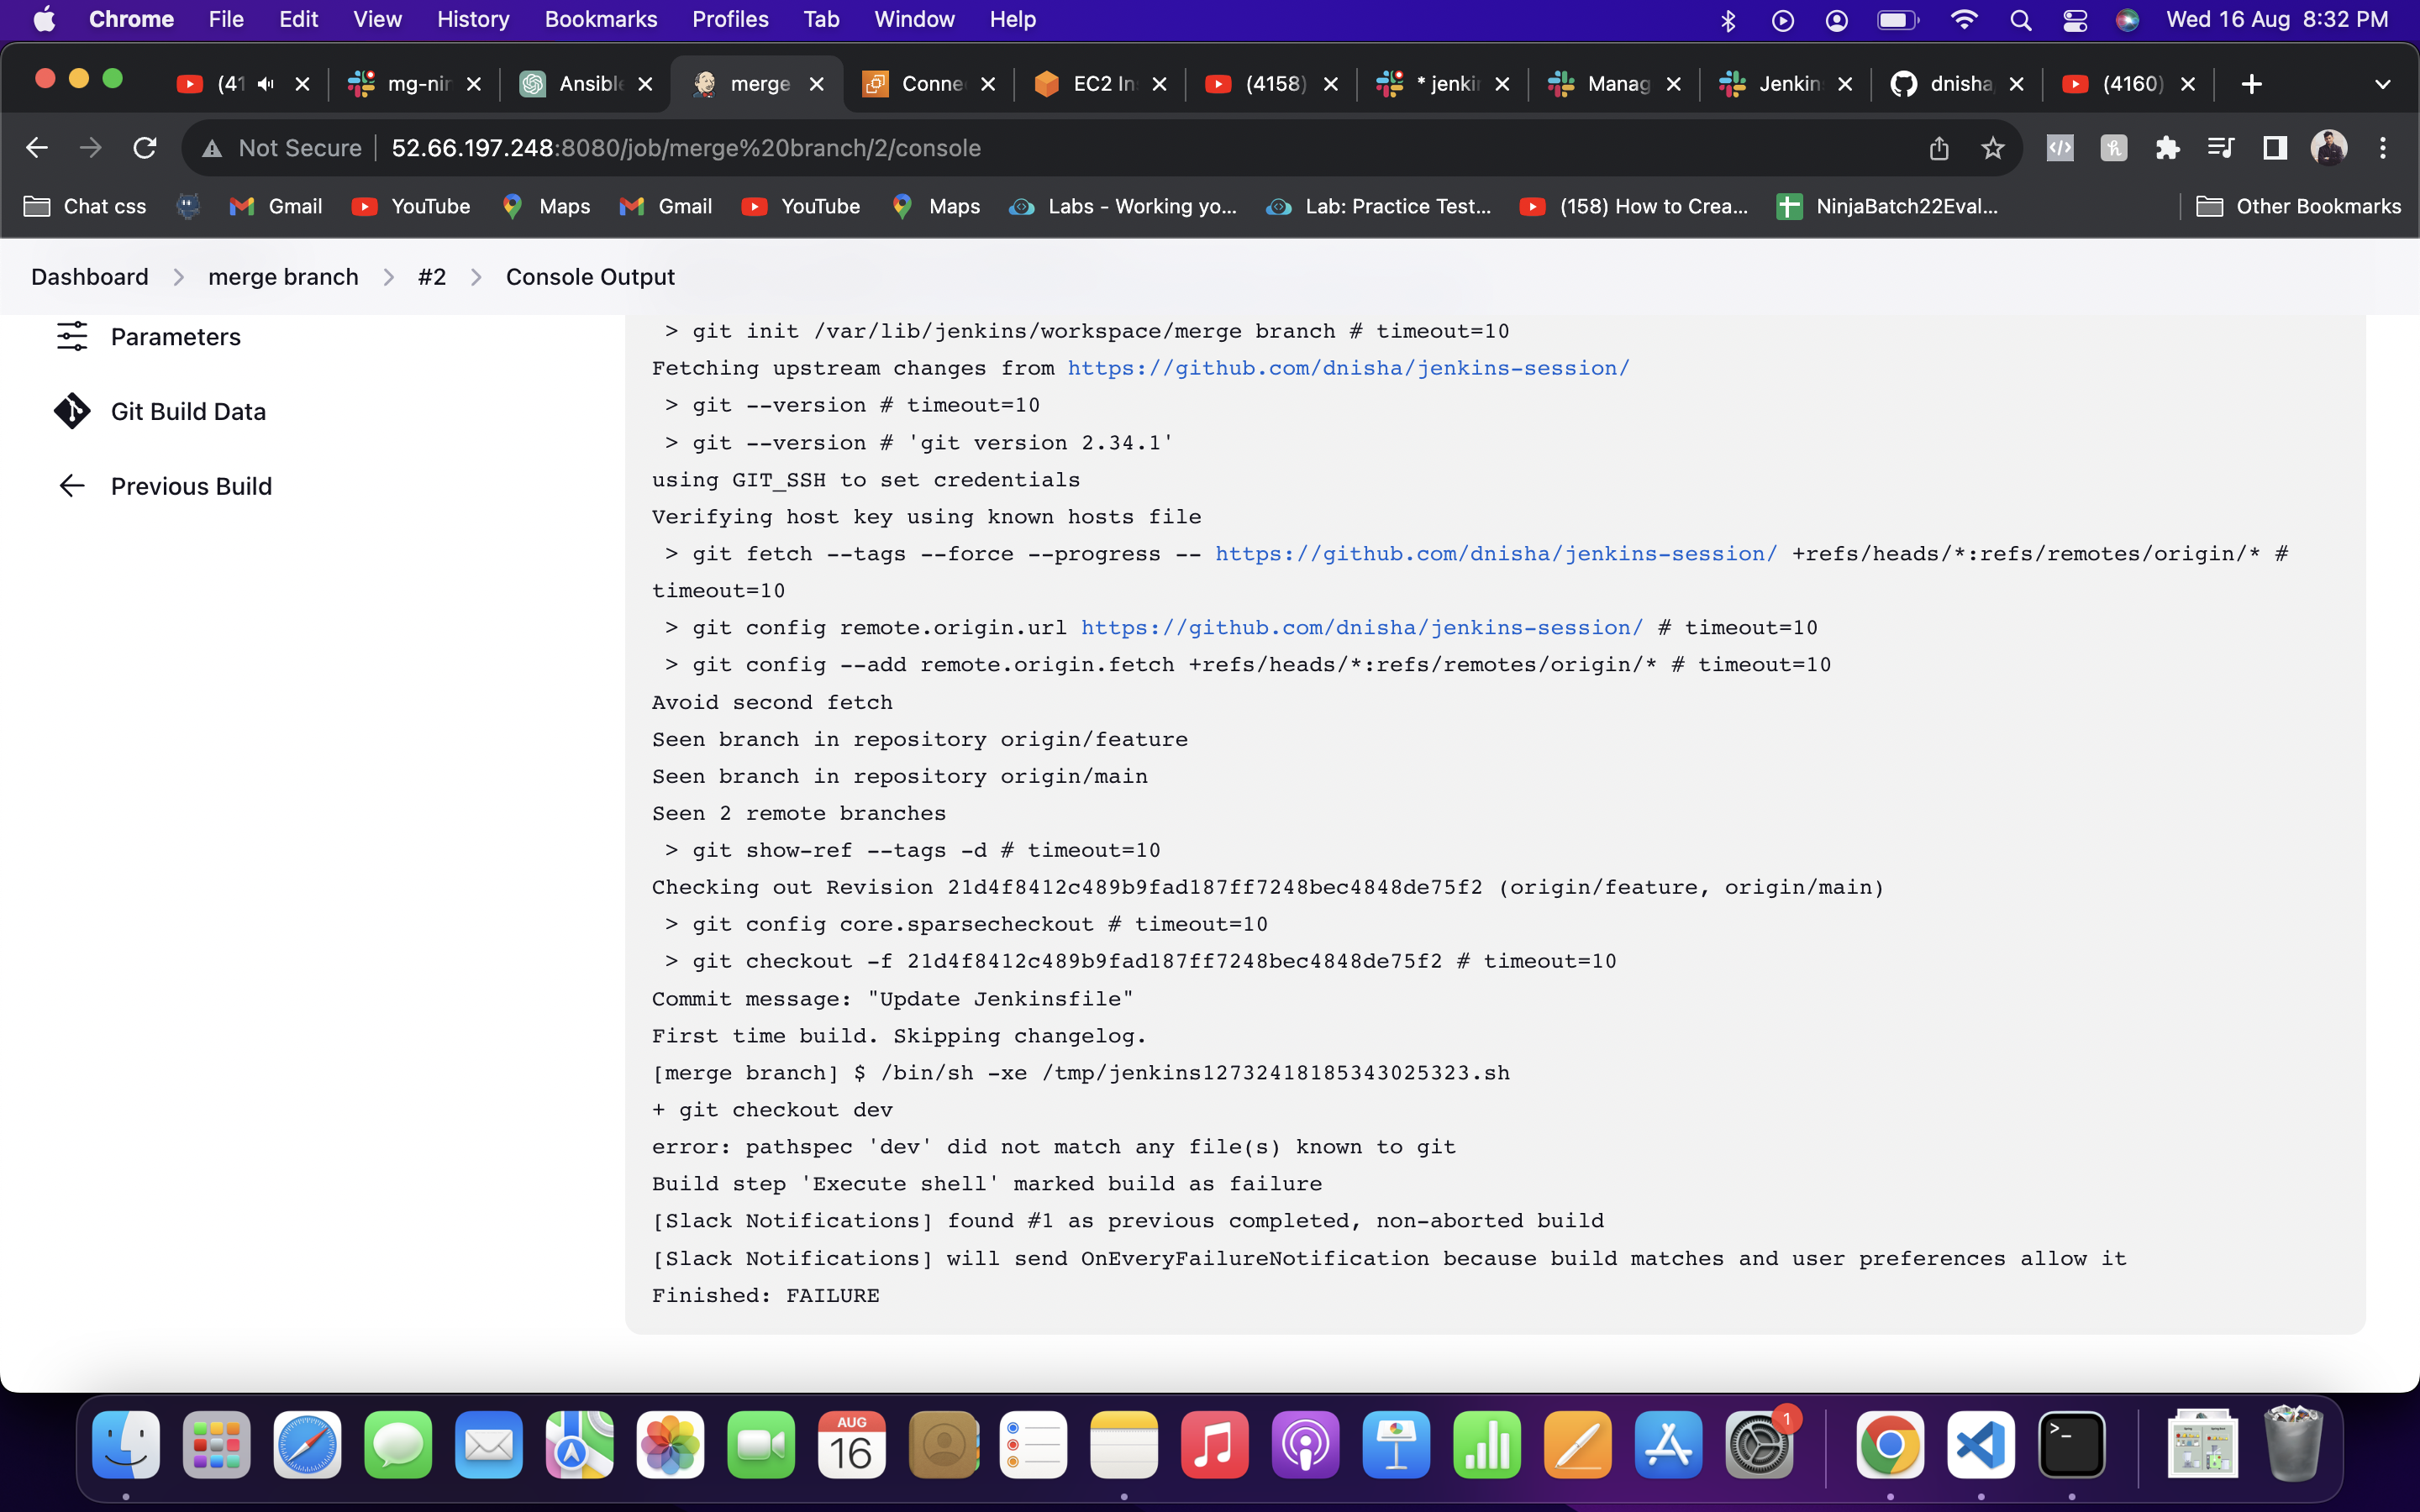 Chrome File Edit View History Bookmarks Profiles Tab Window Help Wed 16 Aug 8:32 PM
(41 mg-nin Ansible merge Conne EC2 In (4158) * jenki Manag Jenkin dnisha (4160)
Not Secure 52.66.197.248:8080/job/merge%20branch/2/console
Chat css Gmail YouTube Maps Gmail YouTube Maps Labs - Working yo... Lab: Practice Test... (158) How to Crea... NinjaBatch22Eval... Other Bookmarks
Dashboard > merge branch > #2 > Console Output
Parameters
Git Build Data
Previous Build
> git init /var/lib/jenkins/workspace/merge branch # timeout=10
Fetching upstream changes from https://github.com/dnisha/jenkins-session/
> git --version # timeout=10
> git --version # 'git version 2.34.1'
using GIT_SSH to set credentials
Verifying host key using known hosts file
> git fetch --tags --force --progress -- https://github.com/dnisha/jenkins-session/ +refs/heads/*:refs/remotes/origin/* #
timeout=10
> git config remote.origin.url https://github.com/dnisha/jenkins-session/ # timeout=10
> git config --add remote.origin.fetch +refs/heads/*:refs/remotes/origin/* # timeout=10
Avoid second fetch
Seen branch in repository origin/feature
Seen branch in repository origin/main
Seen 2 remote branches
> git show-ref --tags -d # timeout=10
Checking out Revision 21d4f8412c489b9fad187ff7248bec4848de75f2 (origin/feature, origin/main)
> git config core.sparsecheckout # timeout=10
> git checkout -f 21d4f8412c489b9fad187ff7248bec4848de75f2 # timeout=10
Commit message: "Update Jenkinsfile"
First time build. Skipping changelog.
[merge branch] $ /bin/sh -xe /tmp/jenkins12732418185343025323.sh
+ git checkout dev
error: pathspec 'dev' did not match any file(s) known to git
Build step 'Execute shell' marked build as failure
[Slack Notifications] found #1 as previous completed, non-aborted build
[Slack Notifications] will send OnEveryFailureNotification because build matches and user preferences allow it
Finished: FAILURE
AUG
16
1